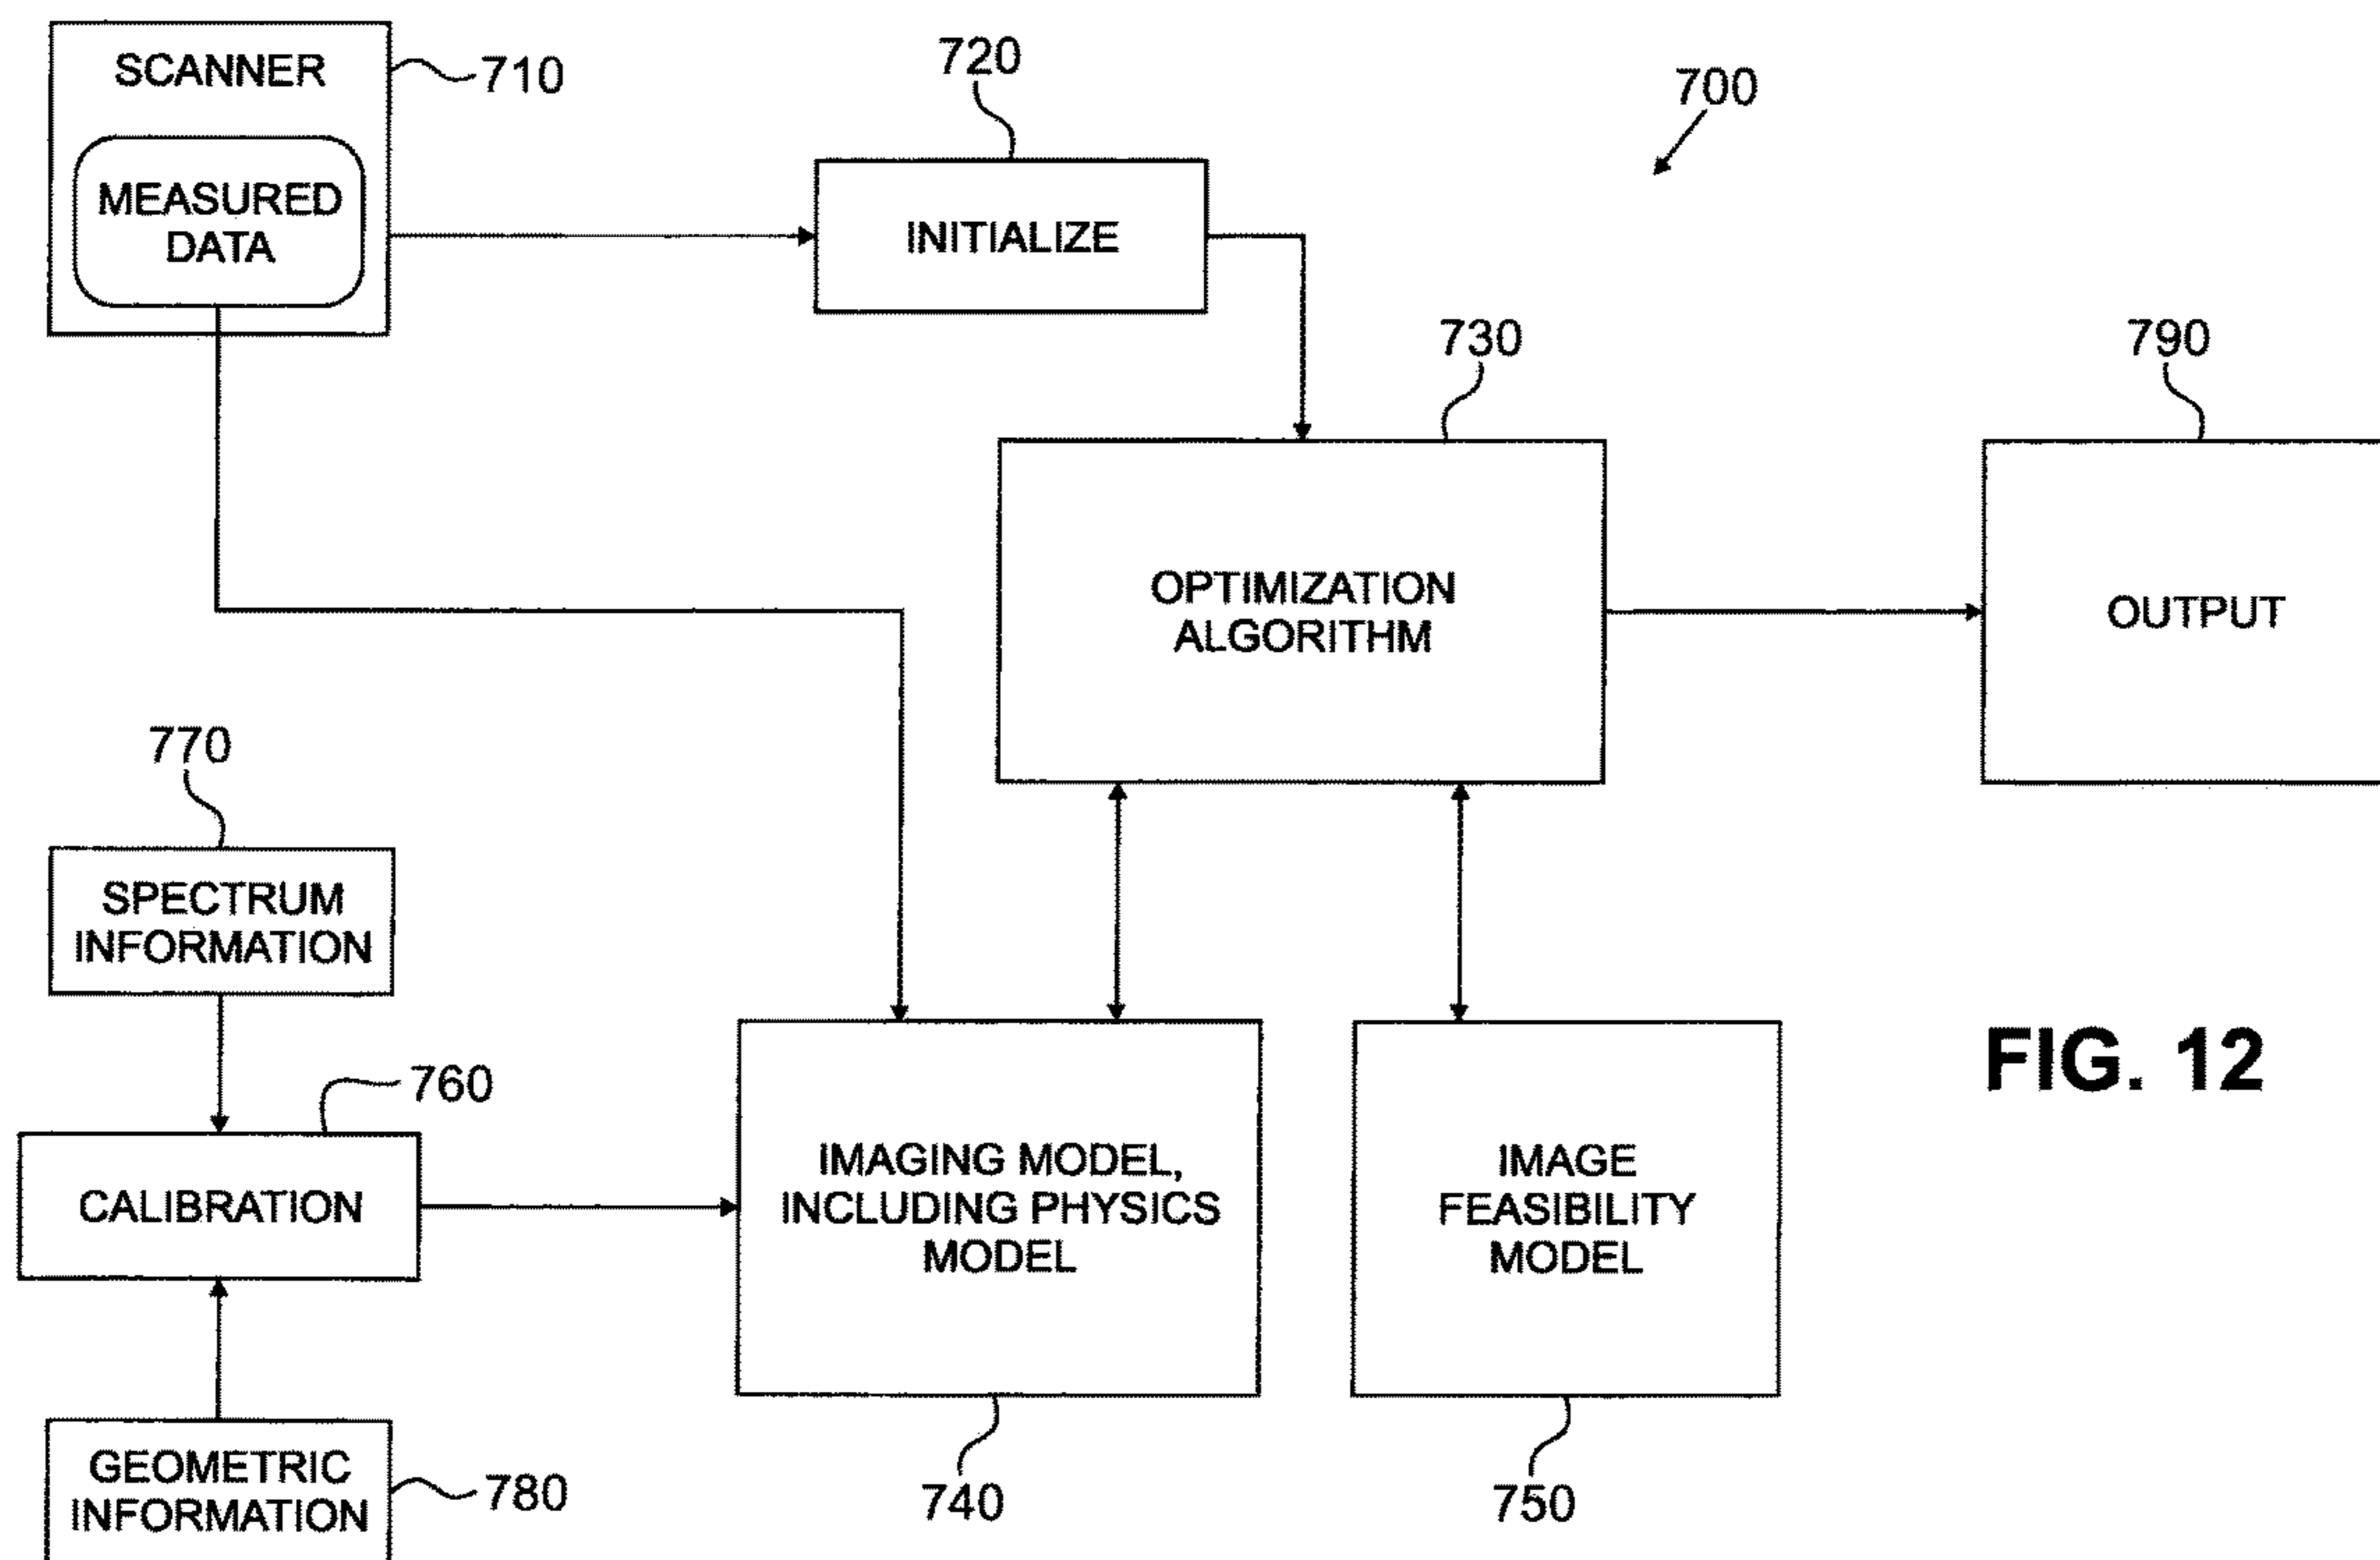 SCANNER
710
MEASURED
DATA
720
INITIALIZE
700
730
OPTIMIZATION
ALGORITHM
790
OUTPUT
770
SPECTRUM
INFORMATION
760
CALIBRATION
GEOMETRIC
INFORMATION
780
IMAGING MODEL,
INCLUDING PHYSICS
MODEL
740
IMAGE
FEASIBILITY
MODEL
750
FIG. 12